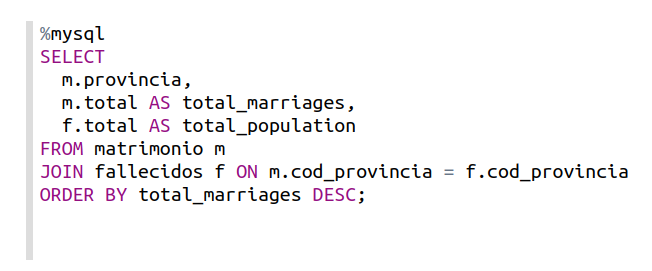 %mysql
SELECT
m.provincia,
m.total AS total_marriages,
f.total AS total_population
FROM matrimonio m
JOIN fallecidos f ON m.cod_provincia = f.cod_provincia
ORDER BY total_marriages DESC;